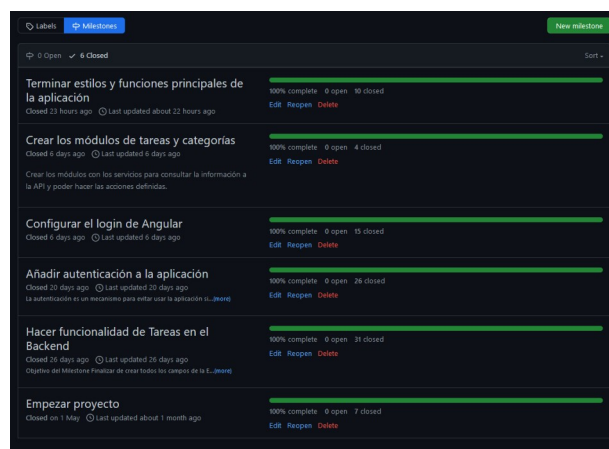 Labels Milestones New milestone
0 Open 6 Closed Sort
Terminar estilos y funciones principales de
la aplicación
Closed 23 hours ago Last updated about 22 hours ago
100% complete 0 open 10 closed
Edit Reopen Delete
Crear los módulos de tareas y categorías
Closed 6 days ago Last updated 6 days ago
Crear los módulos con los servicios para consultar la información a
la API y poder hacer las acciones definidas.
100% complete 0 open 4 closed
Edit Reopen Delete
Configurar el login de Angular
Closed 6 days ago Last updated 6 days ago
100% complete 0 open 15 closed
Edit Reopen Delete
Añadir autenticación a la aplicación
Closed 20 days ago Last updated 20 days ago
La autenticación es un mecanismo para evitar usar la aplicación si...(more)
100% complete 0 open 26 closed
Edit Reopen Delete
Hacer funcionalidad de Tareas en el
Backend
Closed 26 days ago Last updated 26 days ago
Objetivo del Milestone Finalizar de crear todos los campos de la E...(more)
100% complete 0 open 31 closed
Edit Reopen Delete
Empezar proyecto
Closed on 1 May Last updated about 1 month ago
100% complete 0 open 7 closed
Edit Reopen Delete